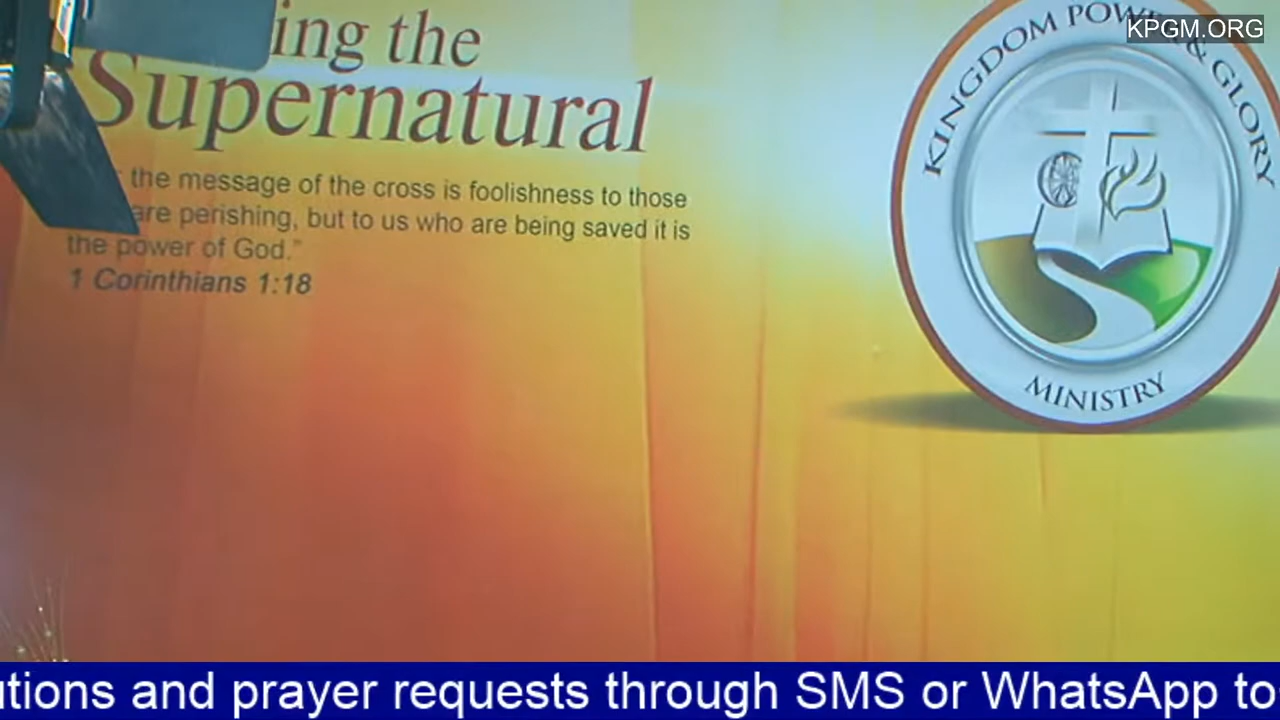 KPGM.ORG
ing the
Supernatural
the message of the cross is foolishness to those
are perishing, but to us who are being saved it is
the power of God."
1 Corinthians 1:18
KINGDOM POWER & GLORY
MINISTRY
utions and prayer requests through SMS or WhatsApp to: